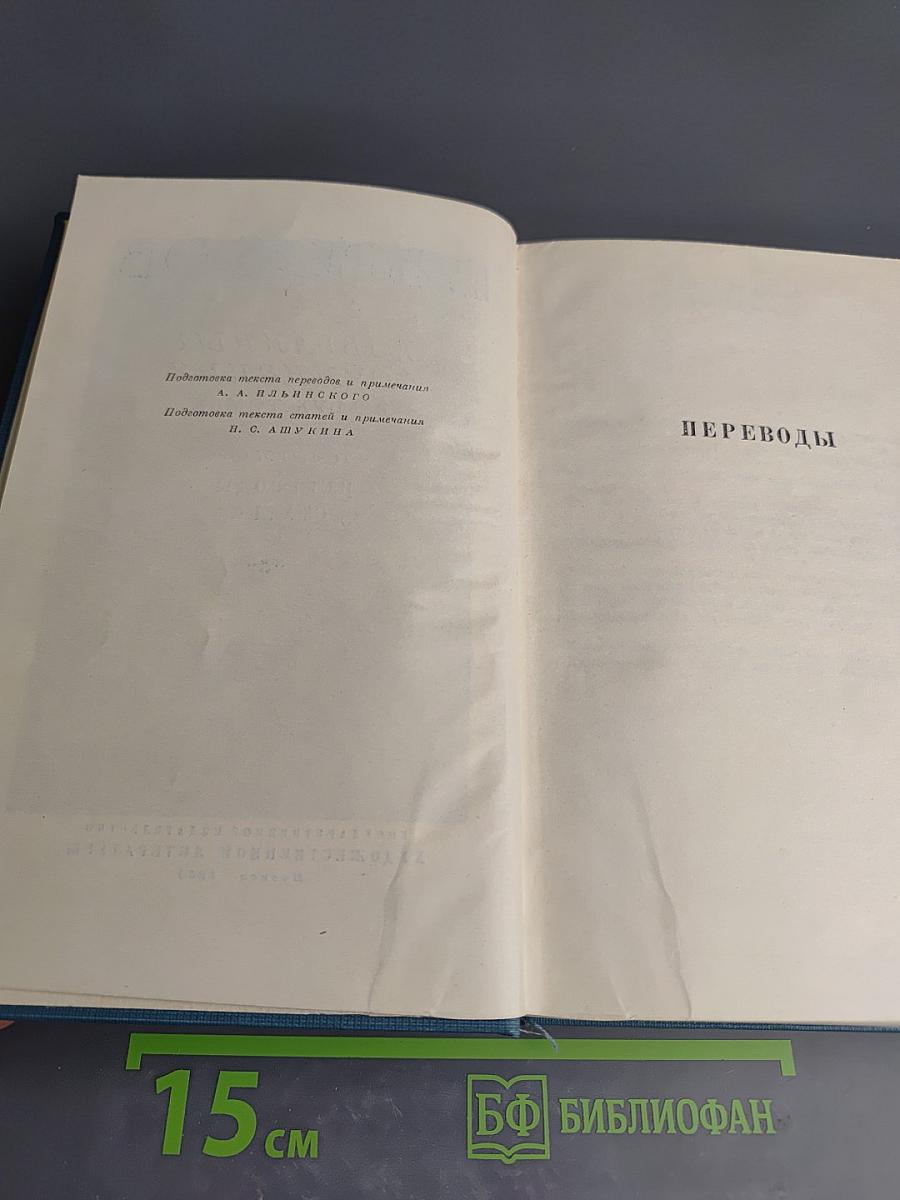 Подготовка текста переводов и примечания
А. А. ИЛЬИНСКОГО
Подготовка текста статей и примечания
Н. С. АШУКИНА
ПЕРЕВОДЫ
15 см
БФ БИБЛИОФАН